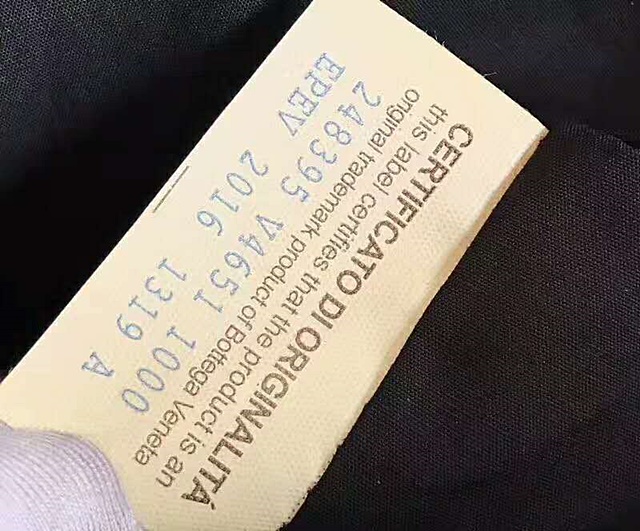 CERTIFICATO DI ORIGINALITÁ
this label certifies that the product is an
original trademark product of Bottega Veneta
248395 V4651 1000
EPEV 2016 1319 A